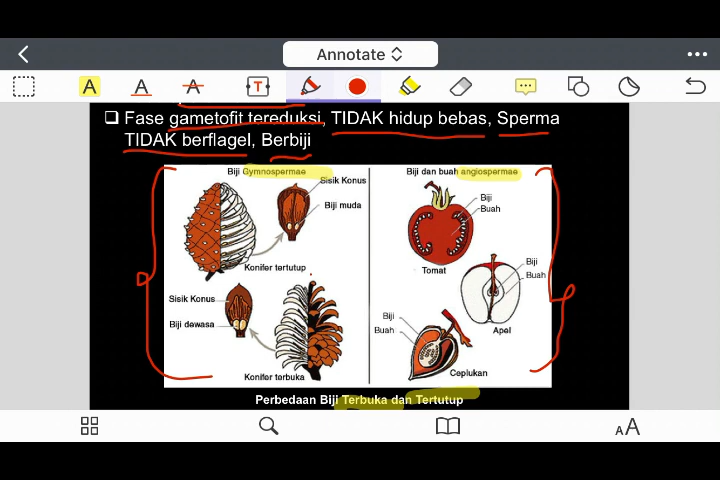 Annotate
A
A
A
T
Fase gametofit tereduksi, TIDAK hidup bebas, Sperma
TIDAK berflagel, Berbiji
Biji Gymnospermae
Sisik Konus
Biji muda
Konifer tertutup
Sisik Konus
Biji dewasa
Konifer terbuka
Biji dan buah angiospermae
Biji
Buah
Tomat
Biji
Buah
Apel
Biji
Buah
Ceplukan
Perbedaan Biji Terbuka dan Tertutup
AA